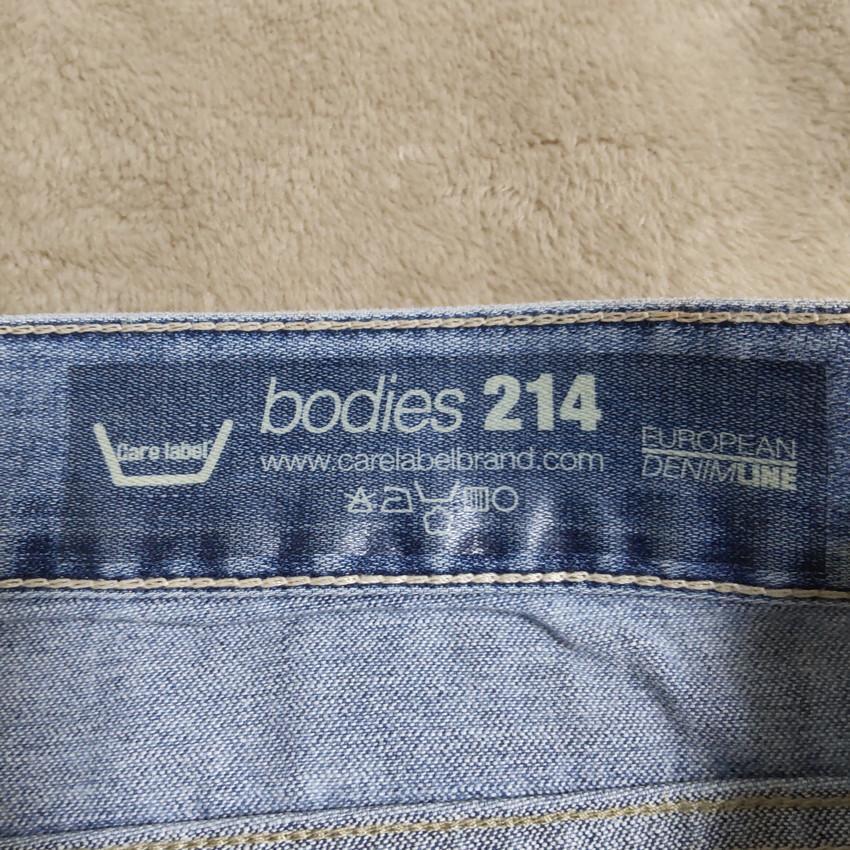 Care label
bodies 214
www.carelabelbrand.com
EUROPEAN
DENIMLINE